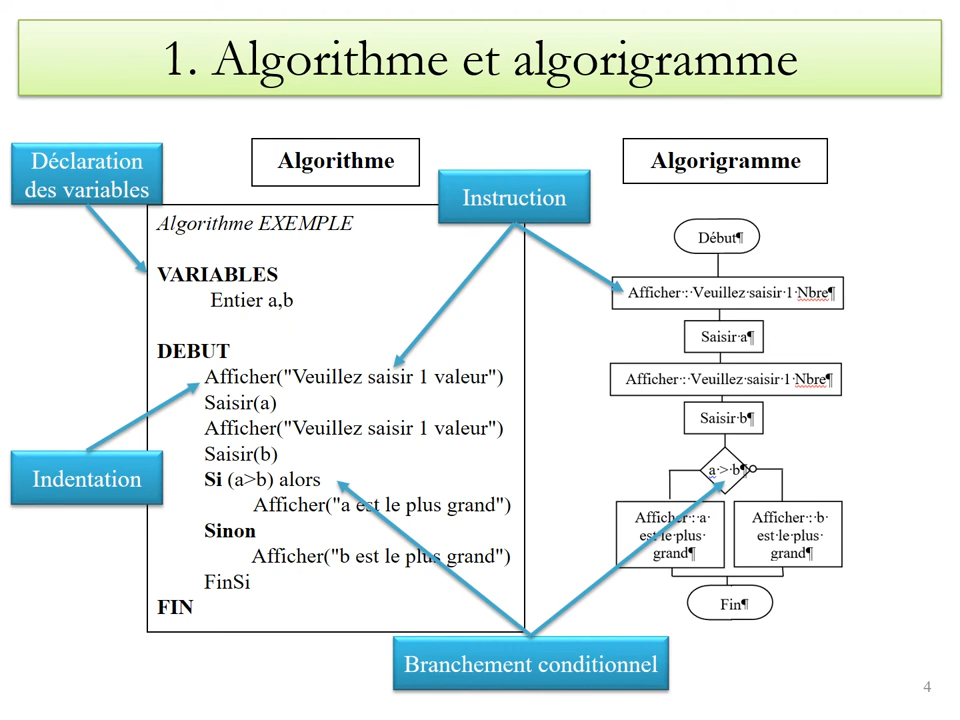 1. Algorithme et algorigramme
Déclaration
des variables
Algorithme
Algorigramme
Instruction
Algorithme EXEMPLE
VARIABLES
Entier a,b
DEBUT
Afficher("Veuillez saisir 1 valeur")
Saisir(a)
Afficher("Veuillez saisir 1 valeur")
Saisir(b)
Si (a>b) alors
Afficher("a est le plus grand")
Sinon
Afficher("b est le plus grand")
FinSi
FIN
Indentation
Début¶
Afficher·:·Veuillez·saisir·1·Nbre¶
Saisir·a¶
Afficher·:·Veuillez·saisir·1·Nbre¶
Saisir·b¶
a·>·b¶
Afficher·:·a·
est·le·plus·
grand¶
Afficher·:·b·
est·le·plus·
grand¶
Fin¶
Branchement conditionnel
4